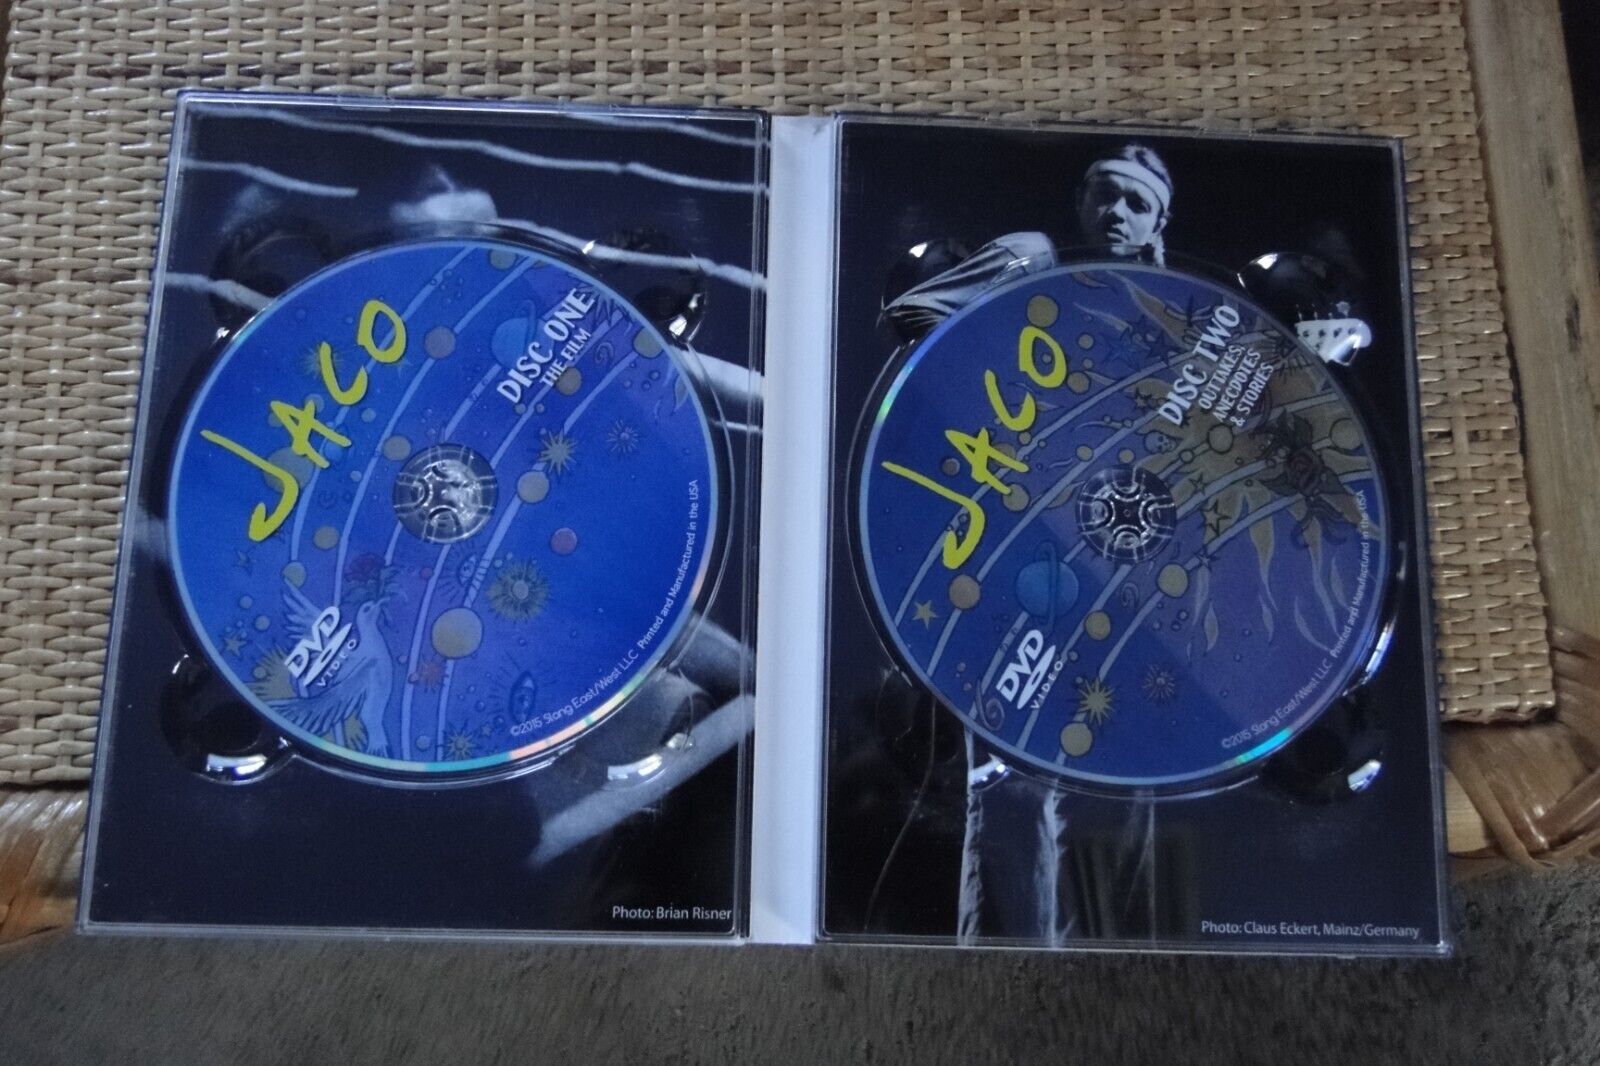 JACO
DISC ONE
THE FILM
DVD
VIDEO
©2015 Slang East/West LLC Printed and Manufactured in the USA
Photo: Brian Risner
JACO
DISC TWO
OUTTAKES,
ANECDOTES
& STORIES
DVD
VIDEO
©2015 Slang East/West LLC Printed and Manufactured in the USA
Photo: Claus Eckert, Mainz/Germany